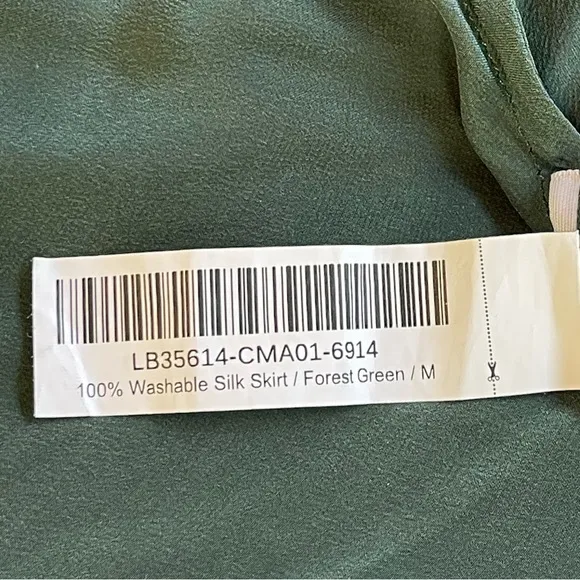 LB35614-CMA01-6914
100% Washable Silk Skirt / Forest Green / M